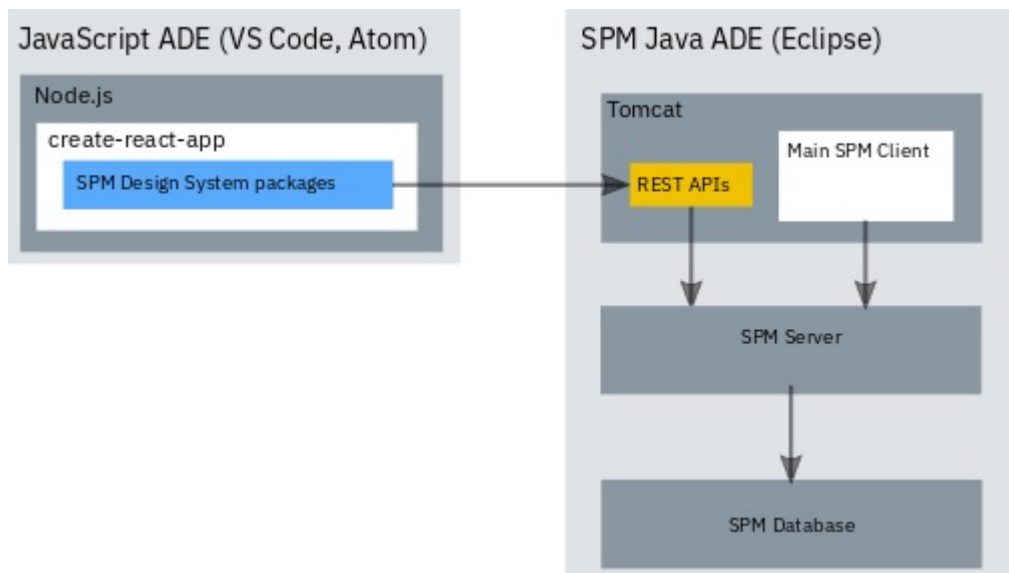 JavaScript ADE (VS Code, Atom)
Node.js
create-react-app
SPM Design System packages
SPM Java ADE (Eclipse)
Tomcat
REST APIs
Main SPM Client
SPM Server
SPM Database